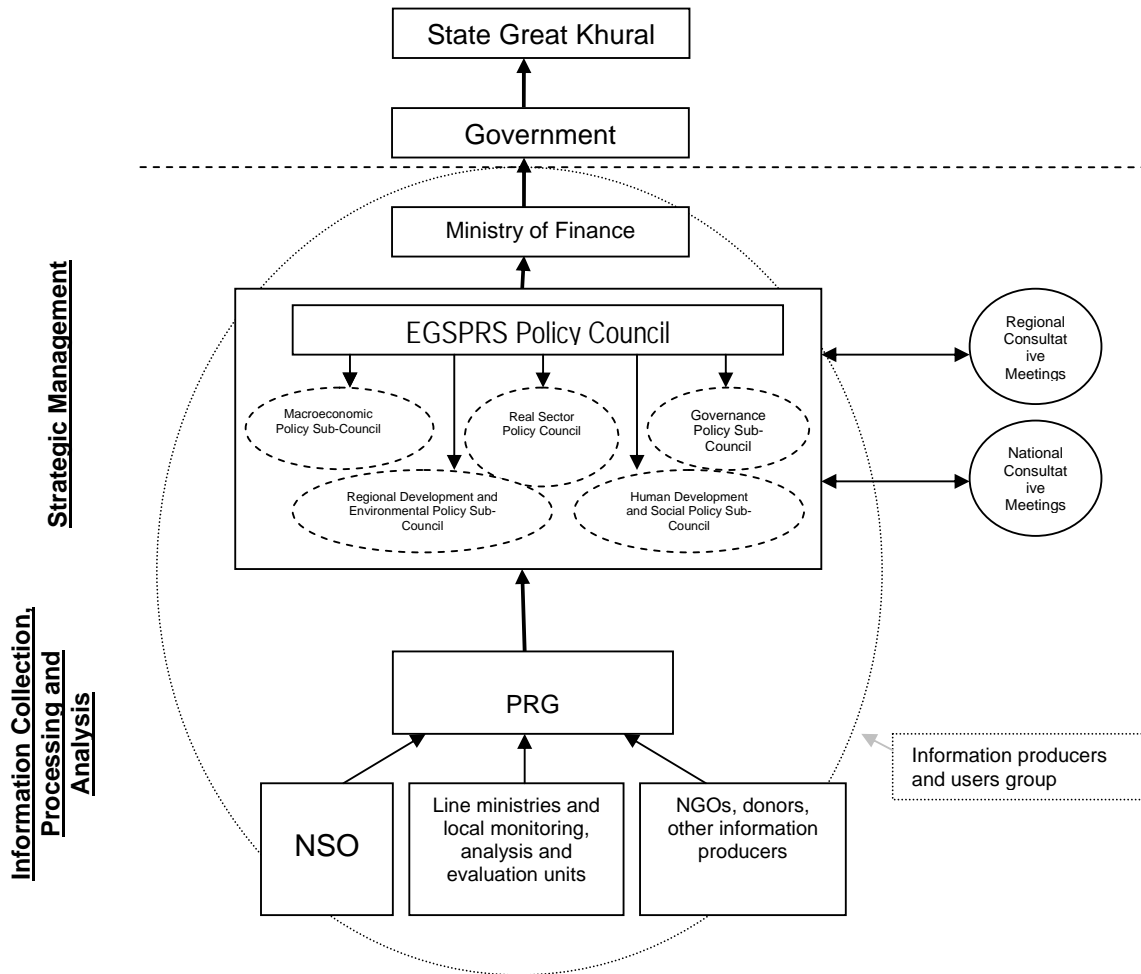 State Great Khural
Government
Ministry of Finance
Strategic Management
EGSPRS Policy Council
Macroeconomic
Policy Sub-Council
Real Sector
Policy Council
Governance
Policy Sub-
Council
Regional Development and
Environmental Policy Sub-
Council
Human Development
and Social Policy Sub-
Council
Regional
Consultat
ive
Meetings
National
Consultat
ive
Meetings
Information Collection,
Processing and
Analysis
PRG
Information producers
and users group
NSO
Line ministries and
local monitoring,
analysis and
evaluation units
NGOs, donors,
other information
producers